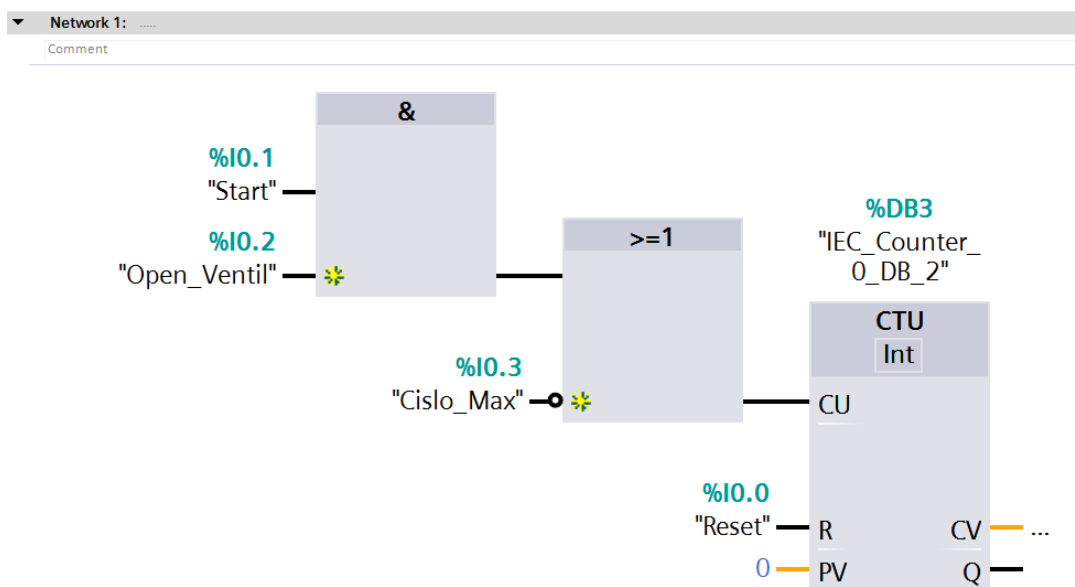 Network 1: .....
Comment
&
%I0.1
"Start"
%I0.2
"Open_Ventil"
>=1
%I0.3
"Cislo_Max"
%DB3
"IEC_Counter_
0_DB_2"
CTU
Int
CU
%I0.0
"Reset"
R
CV
...
0
PV
Q